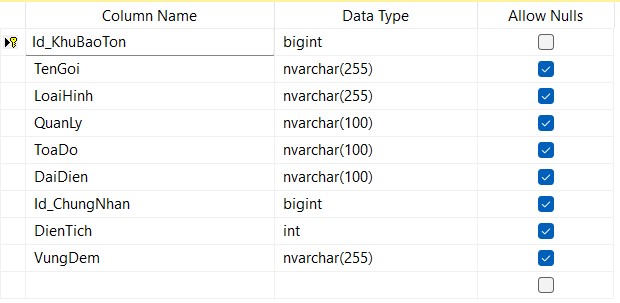 Column Name Data Type Allow Nulls
Id_KhuBaoTon bigint
TenGoi nvarchar(255)
LoaiHinh nvarchar(255)
QuanLy nvarchar(100)
ToaDo nvarchar(100)
DaiDien nvarchar(100)
Id_ChungNhan bigint
DienTich int
VungDem nvarchar(255)